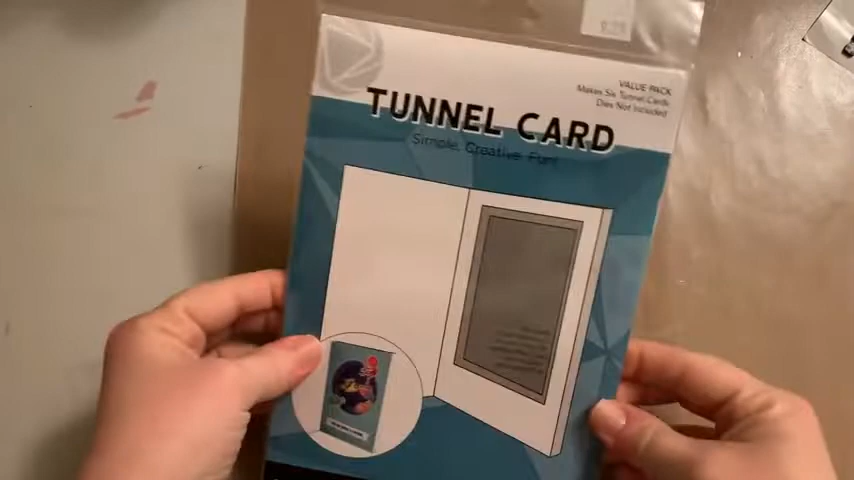 VALUE PACK
Makes Six Tunnel Cards
Dies Not Included
TUNNEL CARD
Simple. Creative. Fun!